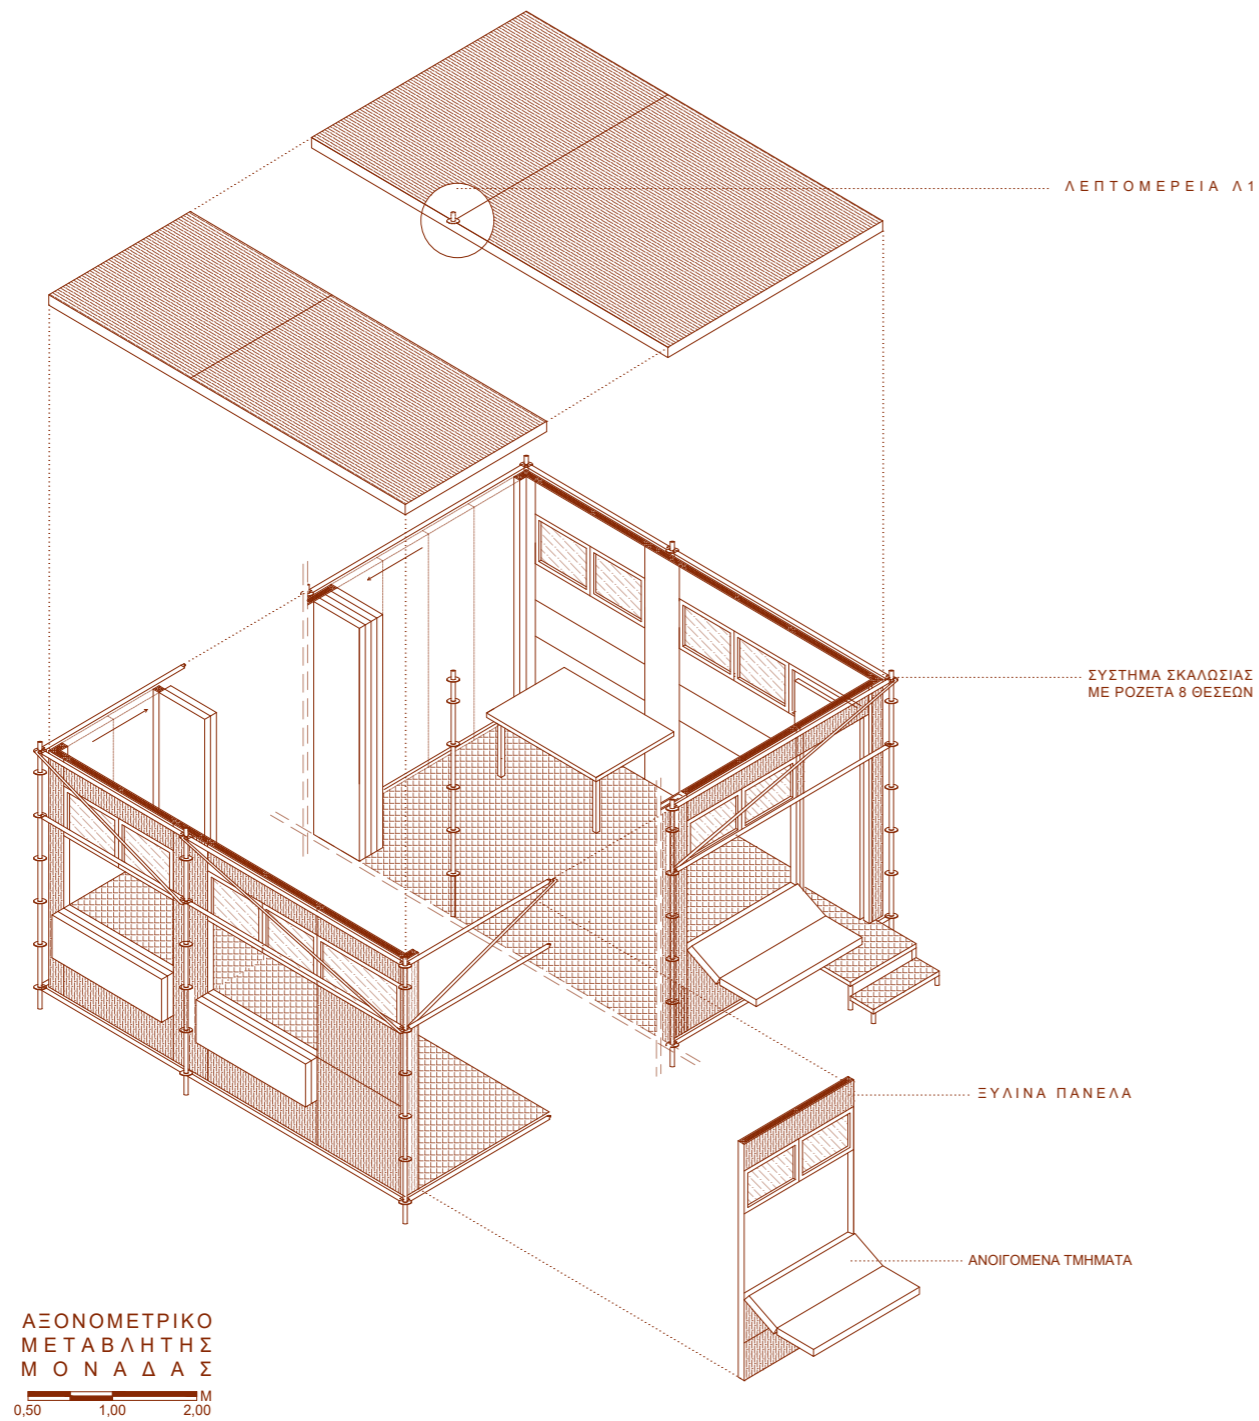 ΛΕΠΤΟΜΕΡΕΙΑ Λ1
ΣΥΣΤΗΜΑ ΣΚΑΛΩΣΙΑΣ
ΜΕ ΡΟΖΕΤΑ 8 ΘΕΣΕΩΝ
ΞΥΛΙΝΑ ΠΑΝΕΛΑ
ΑΝΟΙΓΟΜΕΝΑ ΤΜΗΜΑΤΑ
ΑΞΟΝΟΜΕΤΡΙΚΟ
ΜΕΤΑΒΛΗΤΗΣ
ΜΟΝΑΔΑΣ
M
0,50 1,00 2,00